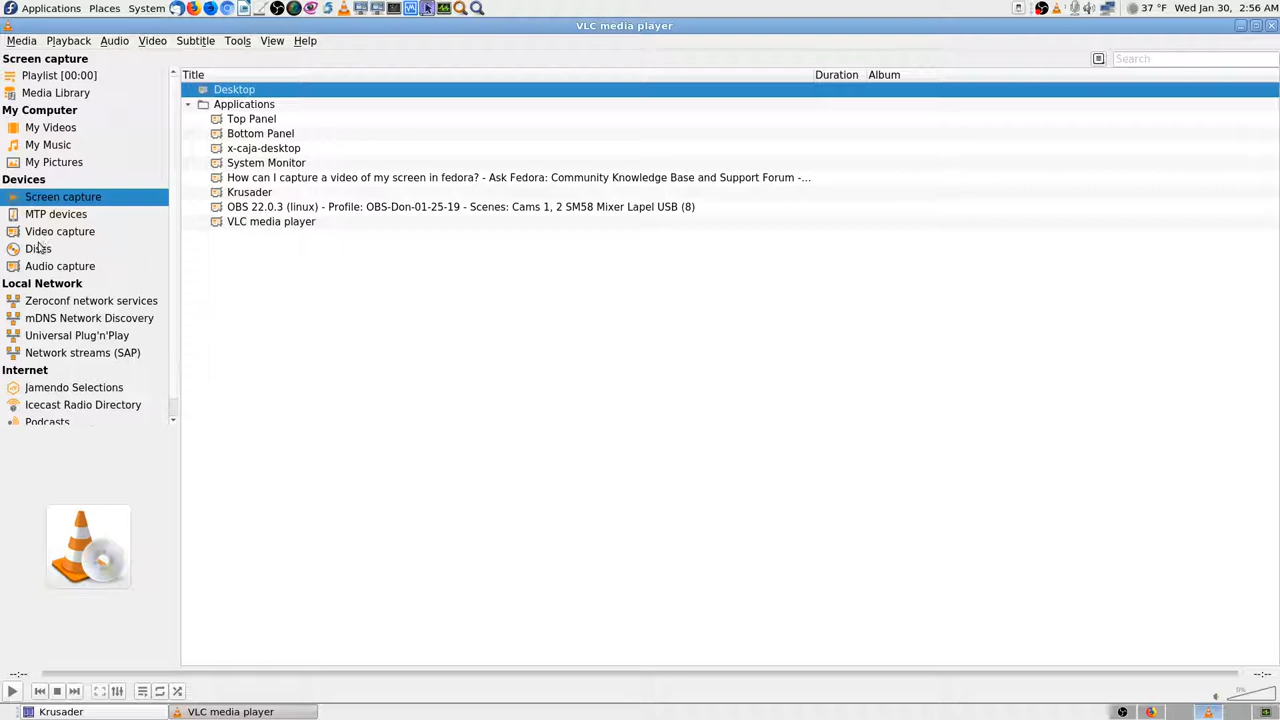 Applications Places System 37 °F Wed Jan 30, 2:56 AM
VLC media player
Media Playback Audio Video Subtitle Tools View Help
Screen capture
Search
Playlist [00:00]
Media Library
My Computer
My Videos
My Music
My Pictures
Devices
Screen capture
MTP devices
Video capture
Discs
Audio capture
Local Network
Zeroconf network services
mDNS Network Discovery
Universal Plug'n'Play
Network streams (SAP)
Internet
Jamendo Selections
Icecast Radio Directory
Podcasts
Title Duration Album
Desktop
Applications
Top Panel
Bottom Panel
x-caja-desktop
System Monitor
How can I capture a video of my screen in fedora? - Ask Fedora: Community Knowledge Base and Support Forum -...
Krusader
OBS 22.0.3 (linux) - Profile: OBS-Don-01-25-19 - Scenes: Cams 1, 2 SM58 Mixer Lapel USB (8)
VLC media player
--:-- --:--
0%
Krusader VLC media player